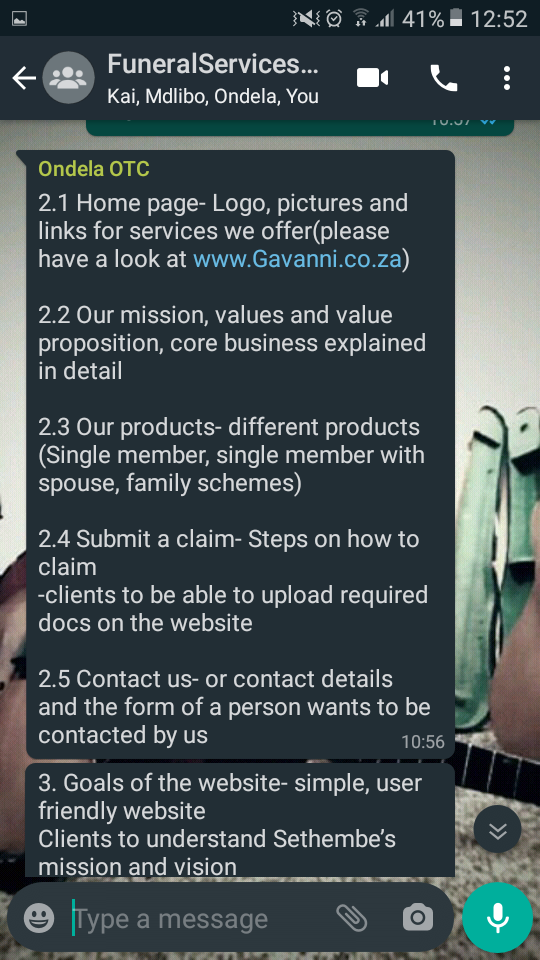 41% 12:52
FuneralServices...
Kai, Mdlibo, Ondela, You
Ondela OTC
2.1 Home page- Logo, pictures and
links for services we offer(please
have a look at www.Gavanni.co.za)
2.2 Our mission, values and value
proposition, core business explained
in detail
2.3 Our products- different products
(Single member, single member with
spouse, family schemes)
2.4 Submit a claim- Steps on how to
claim
-clients to be able to upload required
docs on the website
2.5 Contact us- or contact details
and the form of a person wants to be
contacted by us
10:56
3. Goals of the website- simple, user
friendly website
Clients to understand Sethembe’s
mission and vision
Type a message